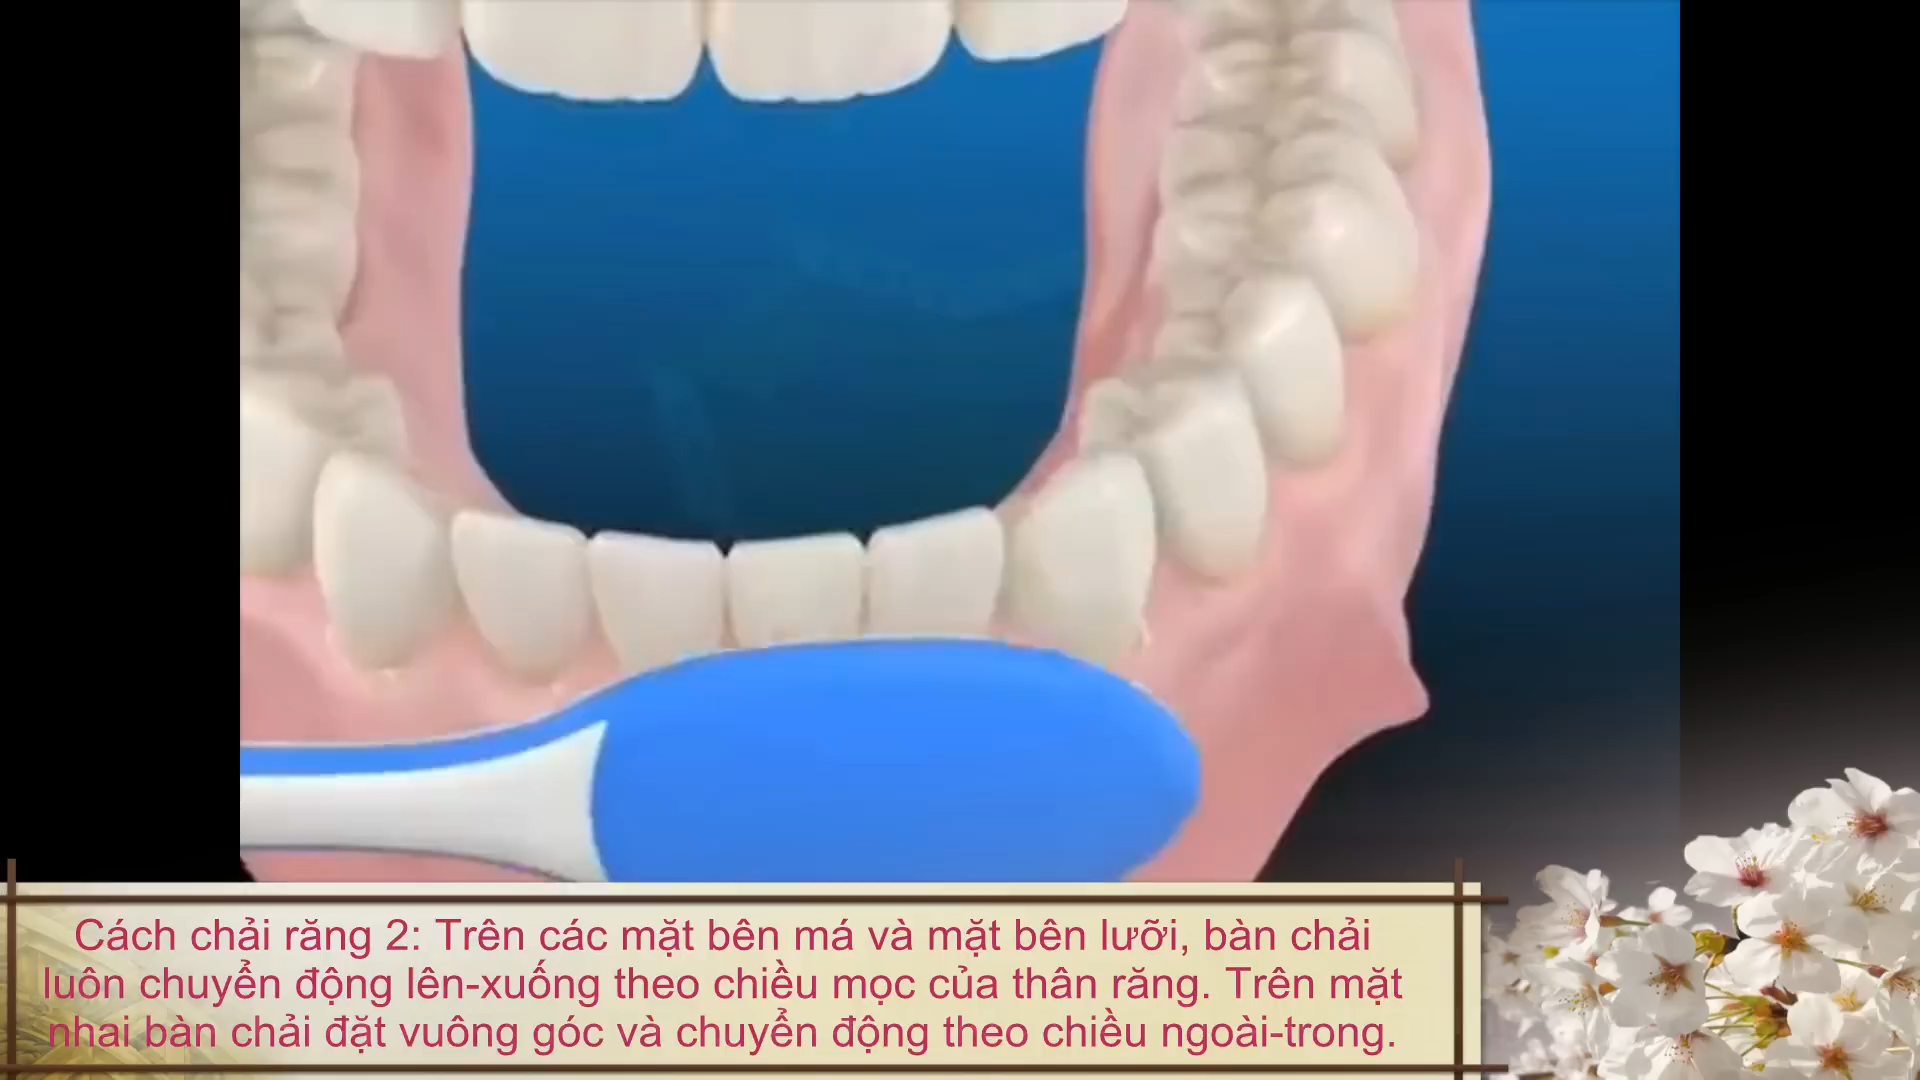 Cách chải răng 2: Trên các mặt bên má và mặt bên lưỡi, bàn chải
luôn chuyển động lên-xuống theo chiều mọc của thân răng. Trên mặt
nhai bàn chải đặt vuông góc và chuyển động theo chiều ngoài-trong.